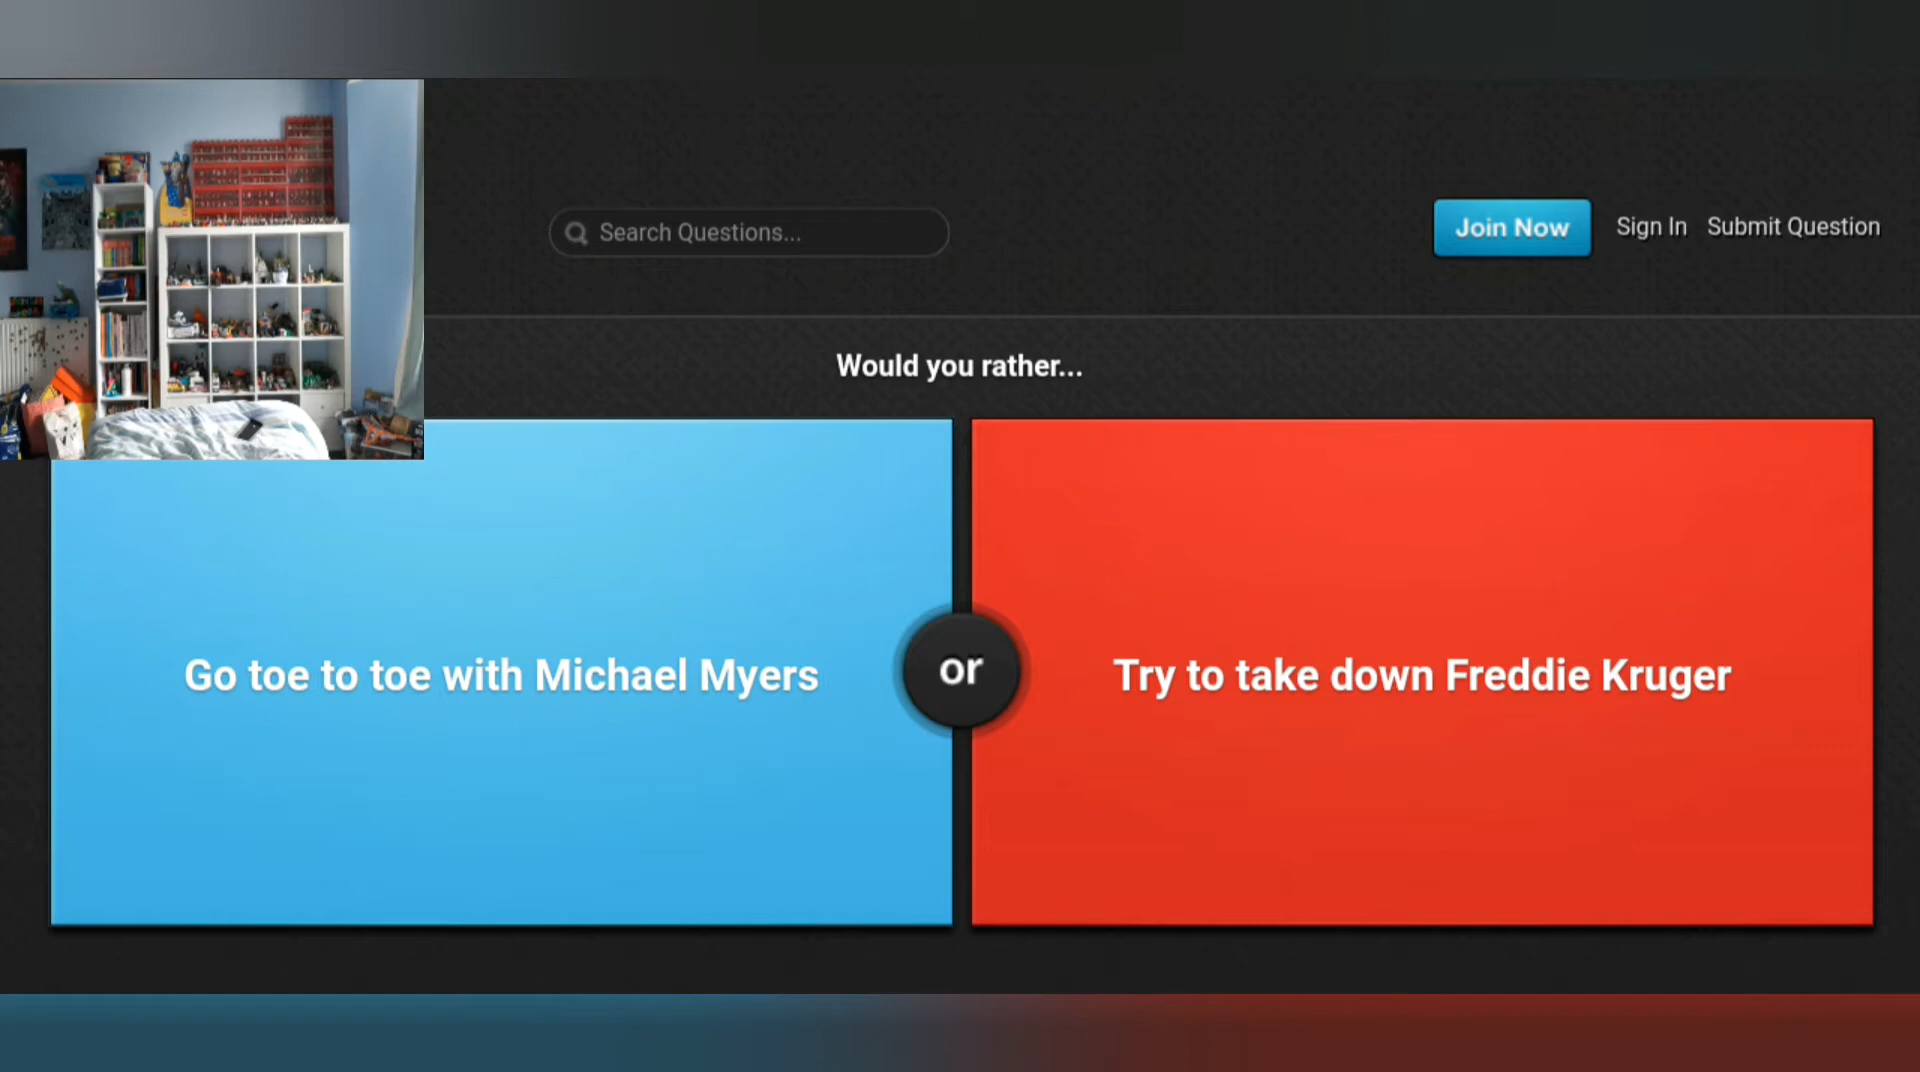 Search Questions...
Join Now
Sign In
Submit Question
Would you rather...
Go toe to toe with Michael Myers
or
Try to take down Freddie Kruger